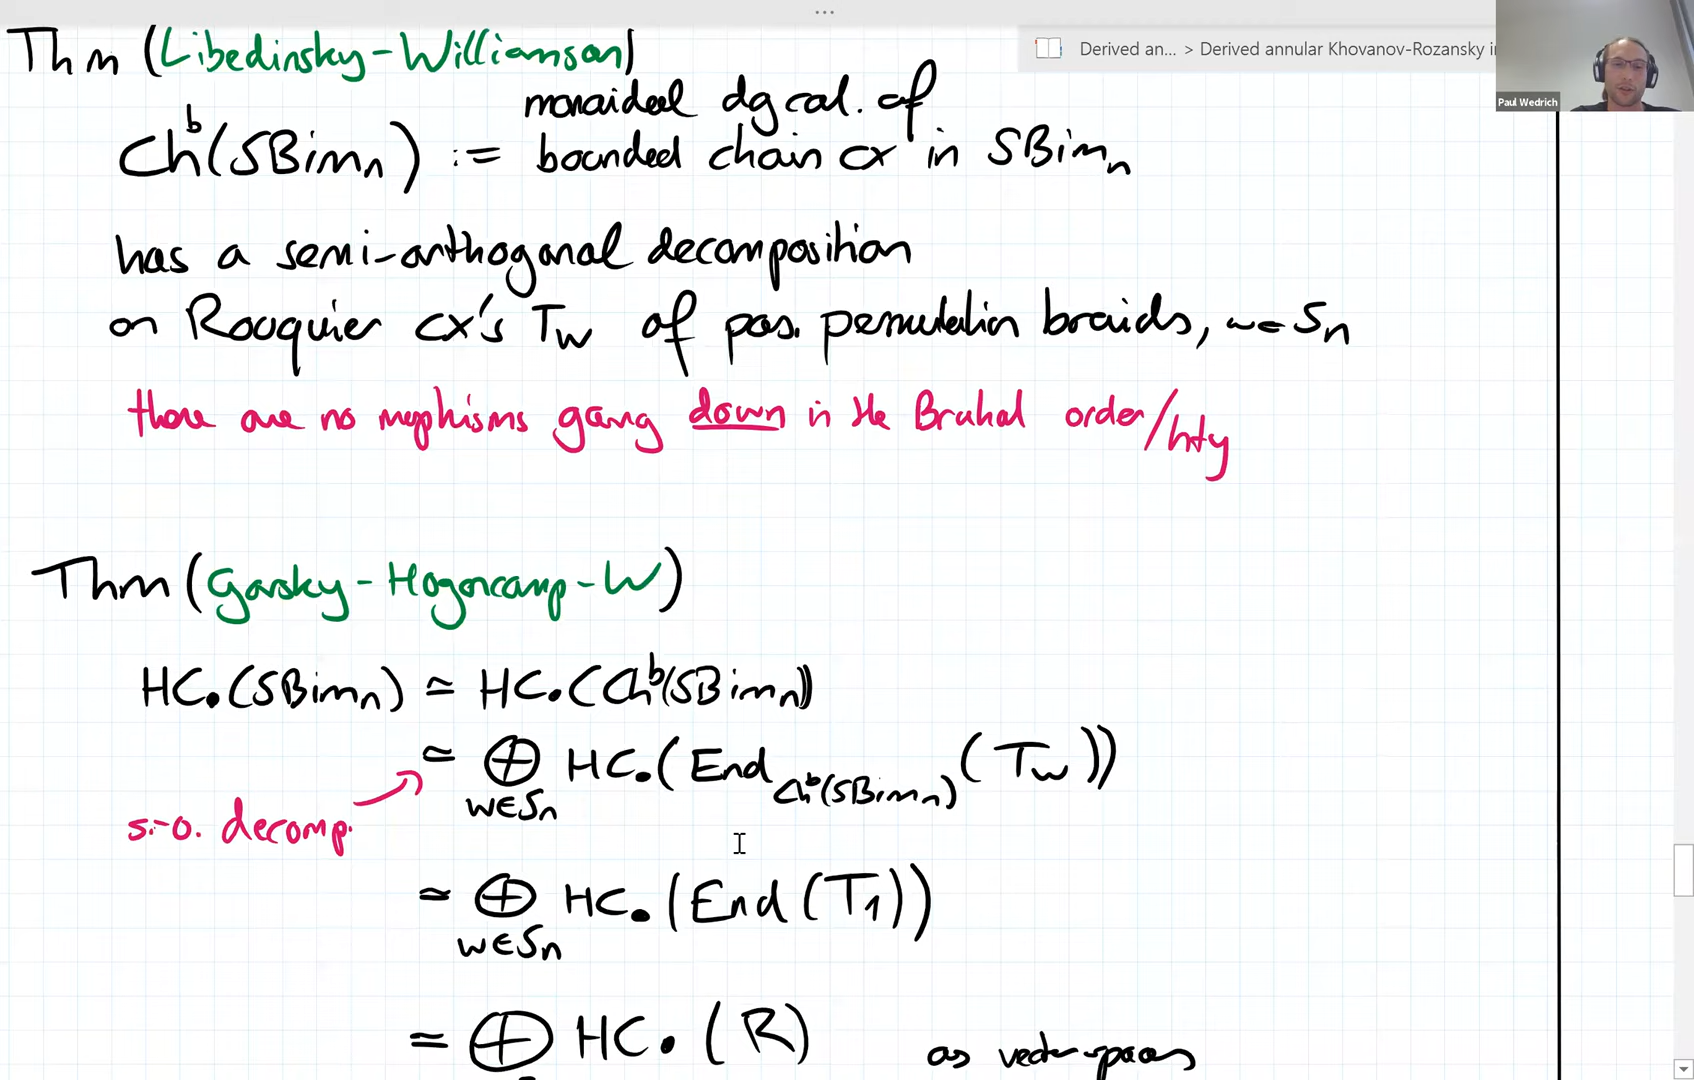 ...
Derived an... > Derived annular Khovanov-Rozansky in
Paul Wedrich
Thm (Libedinsky-Williamson)
monoidal dg cat. of
Ch^b(SBim_n) := bounded chain cx in SBim_n
has a semi-orthogonal decomposition
on Rouquier cx's T_w of pos. permutation braids, w∈S_n
there are no morphisms going down in the Bruhat order/hty
Thm (Gorsky-Hogancamp-W)
HC•(SBim_n) ≃ HC•(Ch^b(SBim_n))
≃ ⊕ HC•(End_{Ch^b(SBim_n)}(T_w))
w∈S_n
s.-o. decomp.
≃ ⊕ HC•(End(T_1))
w∈S_n
≃ ⊕ HC•(R) as vector spaces